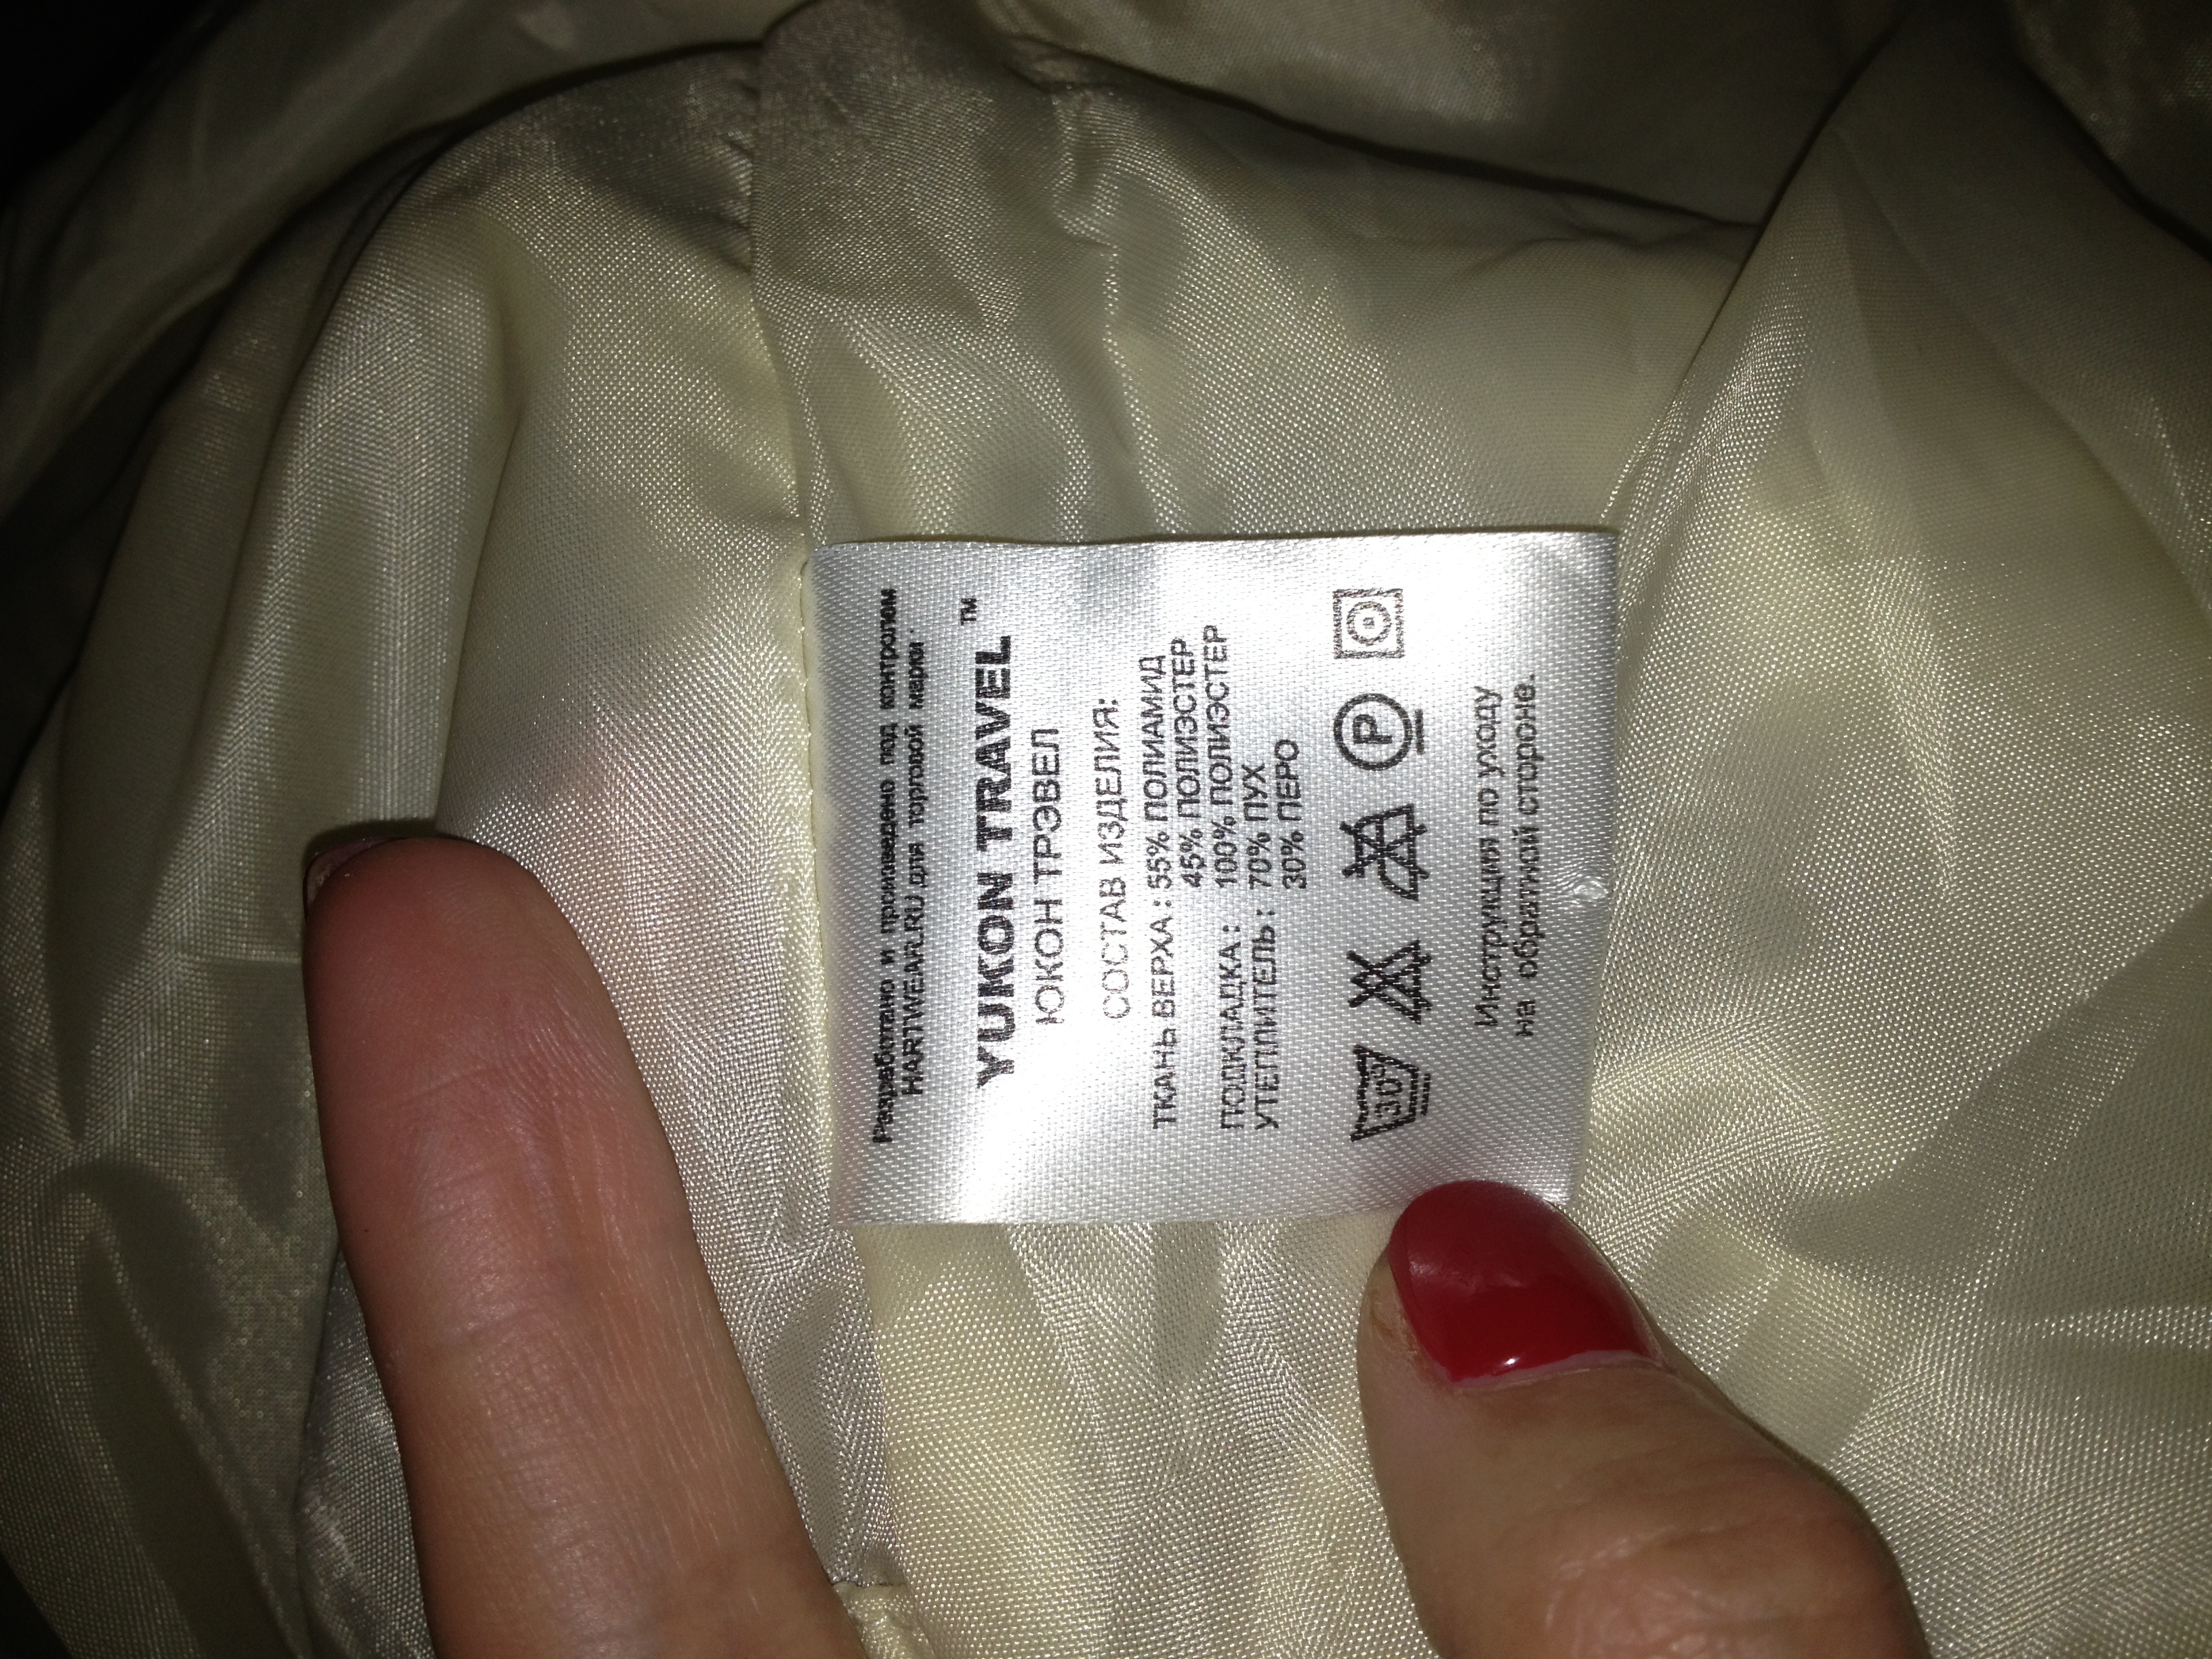 Разработано и произведено под контролем
HARTWEAR.RU для торговой марки
YUKON TRAVEL ™
ЮКОН ТРЭВЕЛ
СОСТАВ ИЗДЕЛИЯ:
ТКАНЬ ВЕРХА : 55% ПОЛИАМИД
45% ПОЛИЭСТЕР
ПОДКЛАДКА : 100% ПОЛИЭСТЕР
УТЕПЛИТЕЛЬ : 70% ПУХ
30% ПЕРО
30° P
Инструкция по уходу
на обратной стороне.